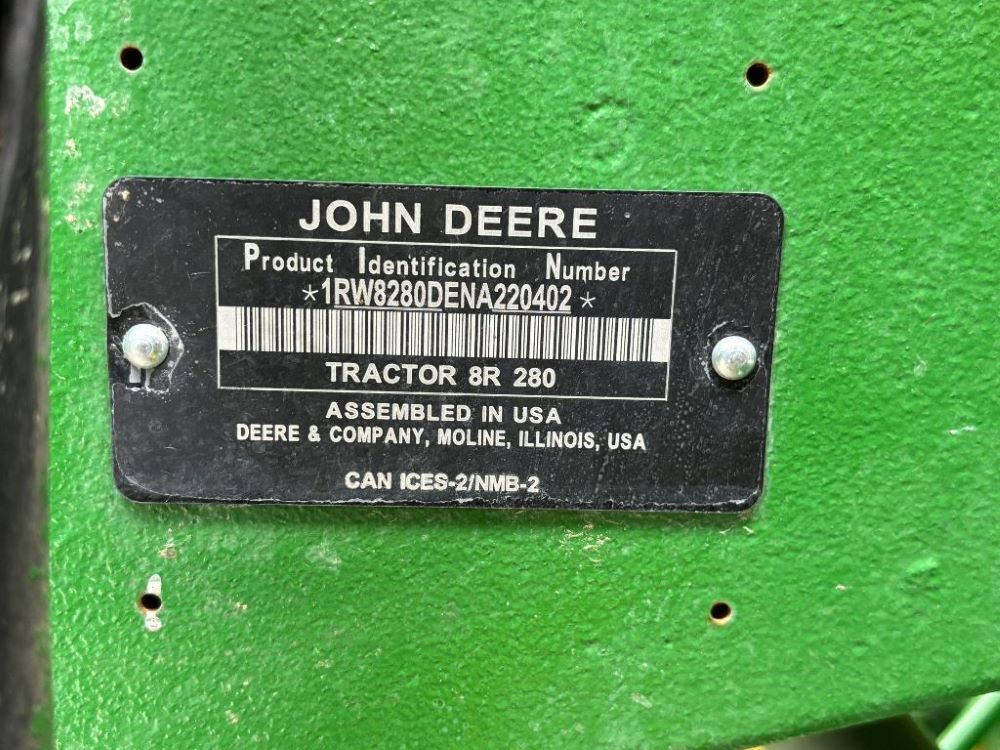 JOHN DEERE
Product Identification Number
*1RW8280DENA220402*
TRACTOR 8R 280
ASSEMBLED IN USA
DEERE & COMPANY, MOLINE, ILLINOIS, USA
CAN ICES-2/NMB-2